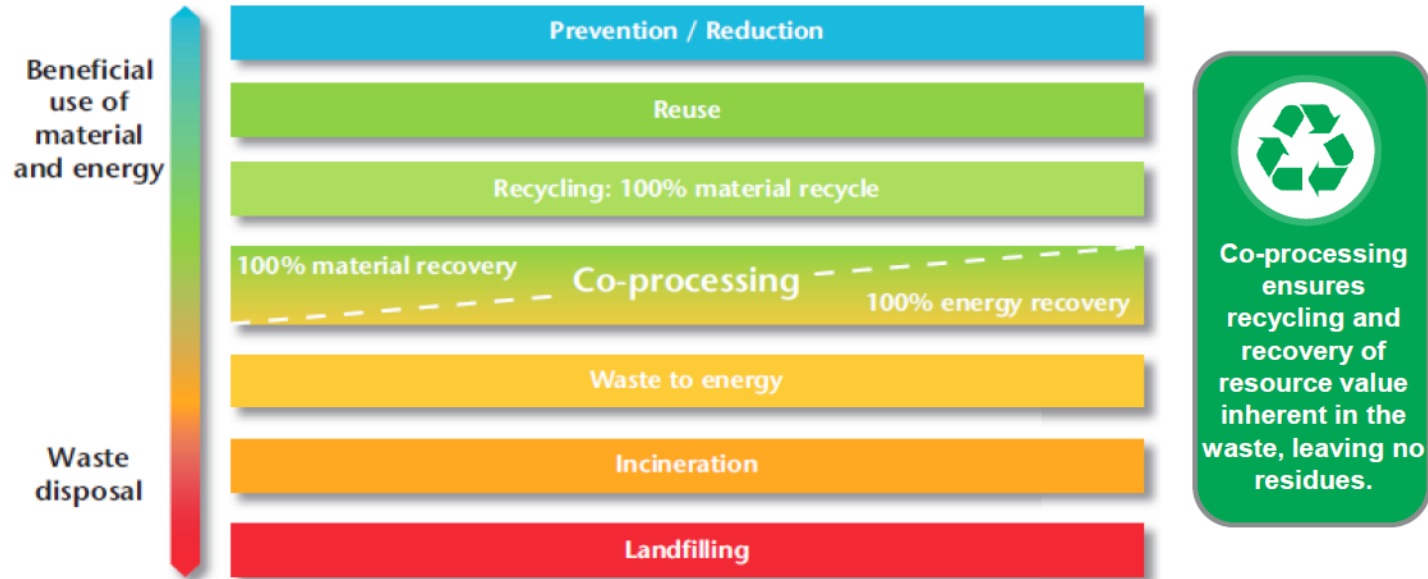 Beneficial
use of
material
and energy
Waste
disposal
Prevention / Reduction
Reuse
Recycling: 100% material recycle
100% material recovery
Co-processing
100% energy recovery
Waste to energy
Incineration
Landfilling
Co-processing
ensures
recycling and
recovery of
resource value
inherent in the
waste, leaving no
residues.